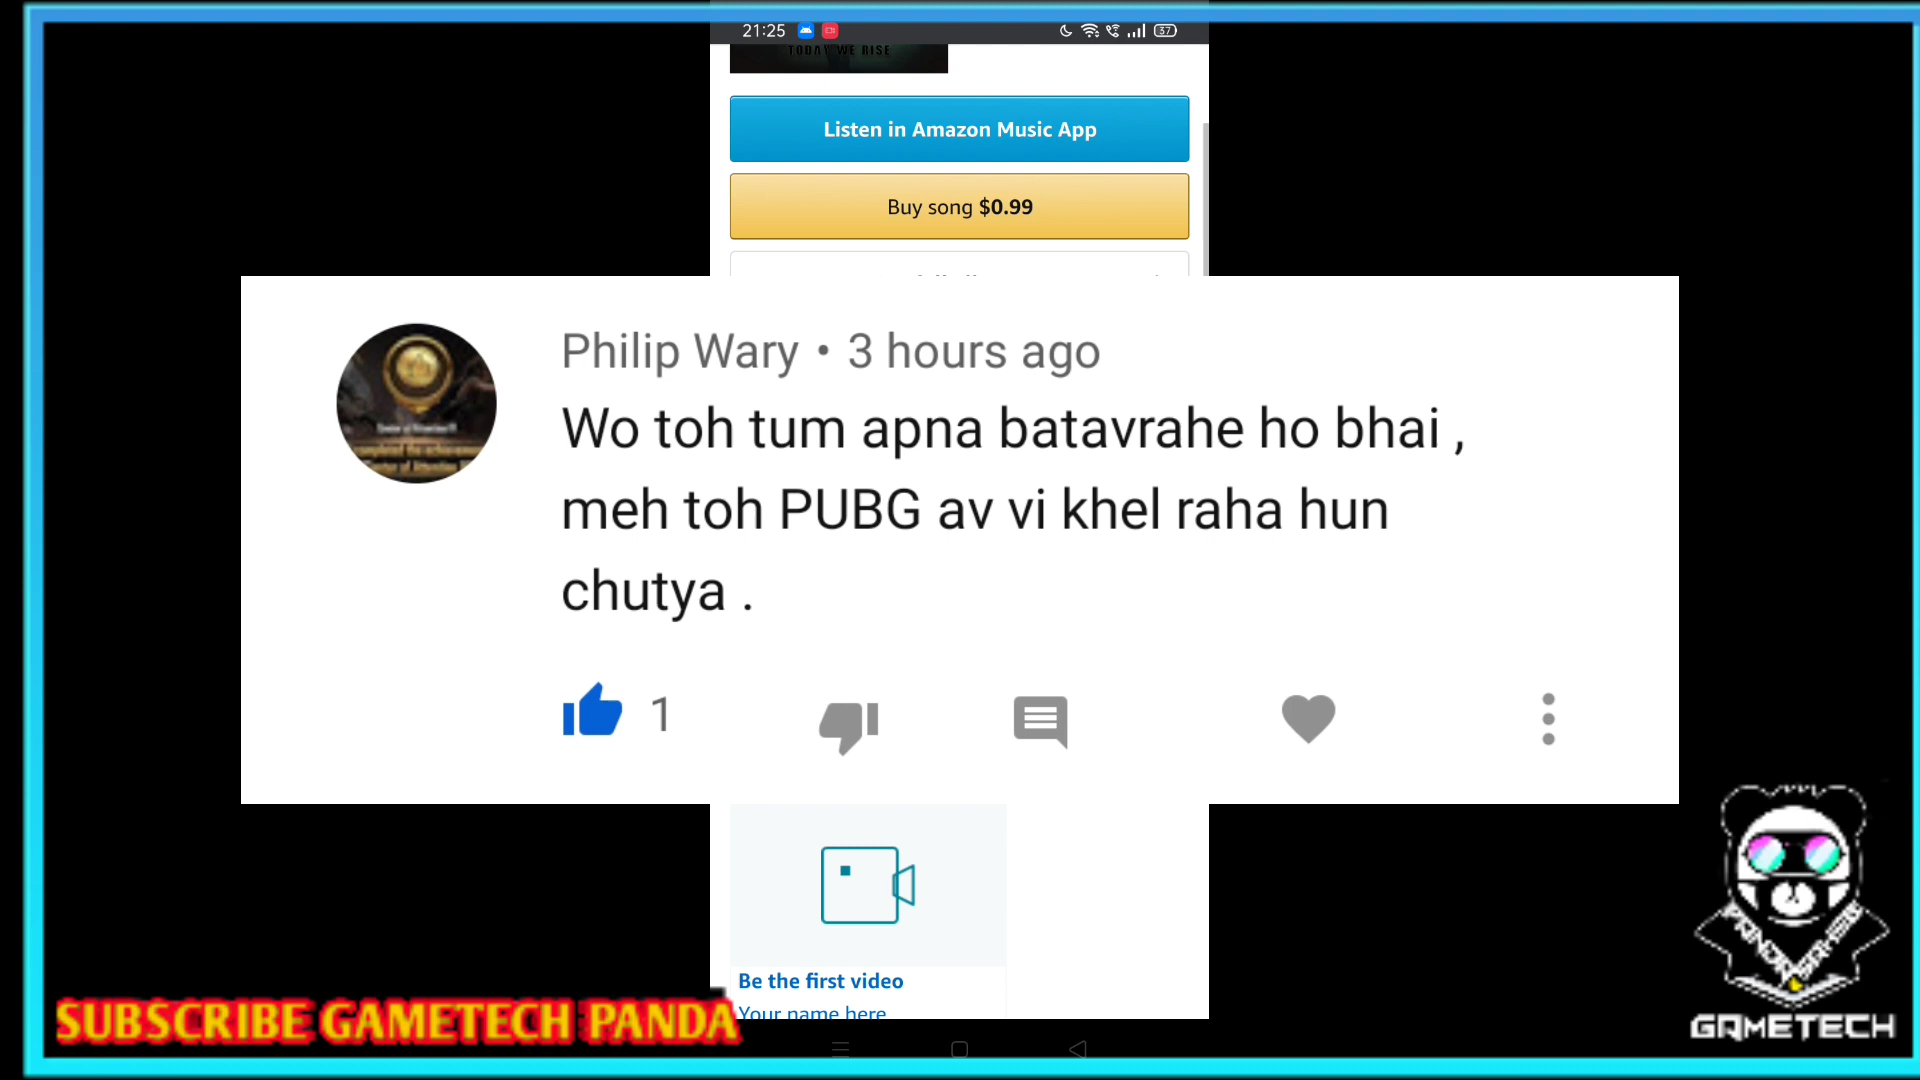 21:25
37
TODAY WE RISE
Listen in Amazon Music App
Buy song $0.99
Philip Wary • 3 hours ago
Wo toh tum apna batavrahe ho bhai ,
meh toh PUBG av vi khel raha hun
chutya .
1
Be the first video
Your name here
SUBSCRIBE GAMETECH PANDA
GAMETECH